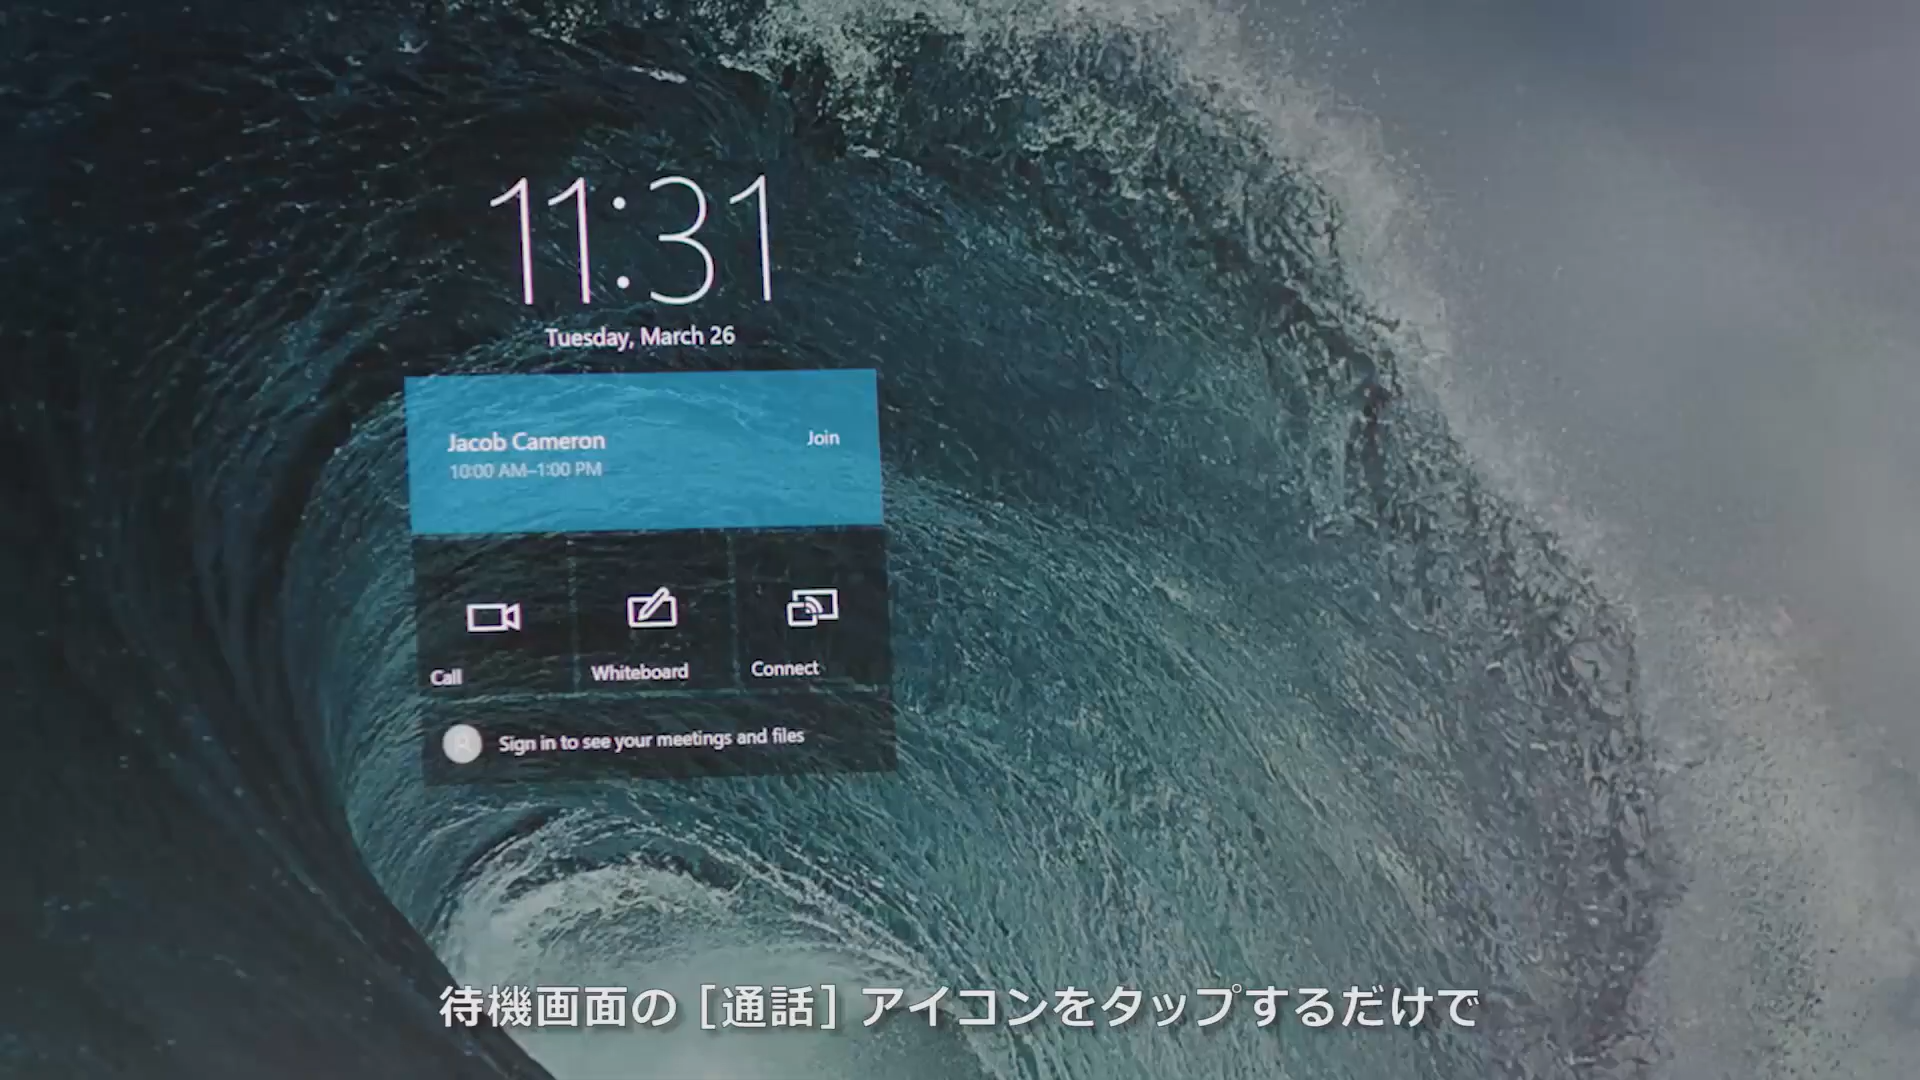 11:31
Tuesday, March 26
Jacob Cameron
Join
10:00 AM–1:00 PM
Call
Whiteboard
Connect
Sign in to see your meetings and files
待機画面の［通話］アイコンをタップするだけで